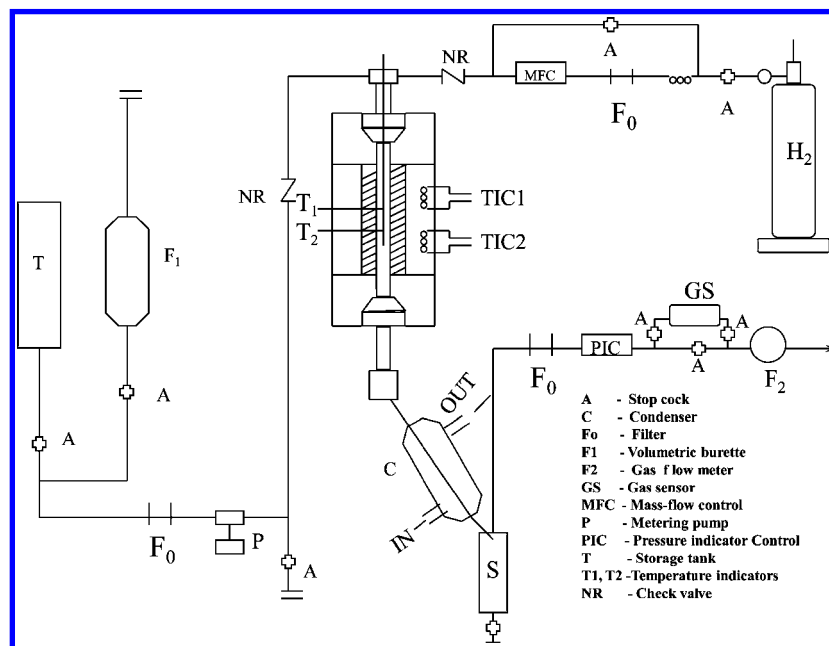 A
NR
MFC
F0
A
H2
NR
T1
T2
TIC1
TIC2
T
F1
A
A
F0
P
A
C
OUT
IN
S
F0
PIC
GS
A
A
A
F2
A - Stop cock
C - Condenser
Fo - Filter
F1 - Volumetric burette
F2 - Gas flow meter
GS - Gas sensor
MFC - Mass-flow control
P - Metering pump
PIC - Pressure indicator Control
T - Storage tank
T1, T2 -Temperature indicators
NR - Check valve